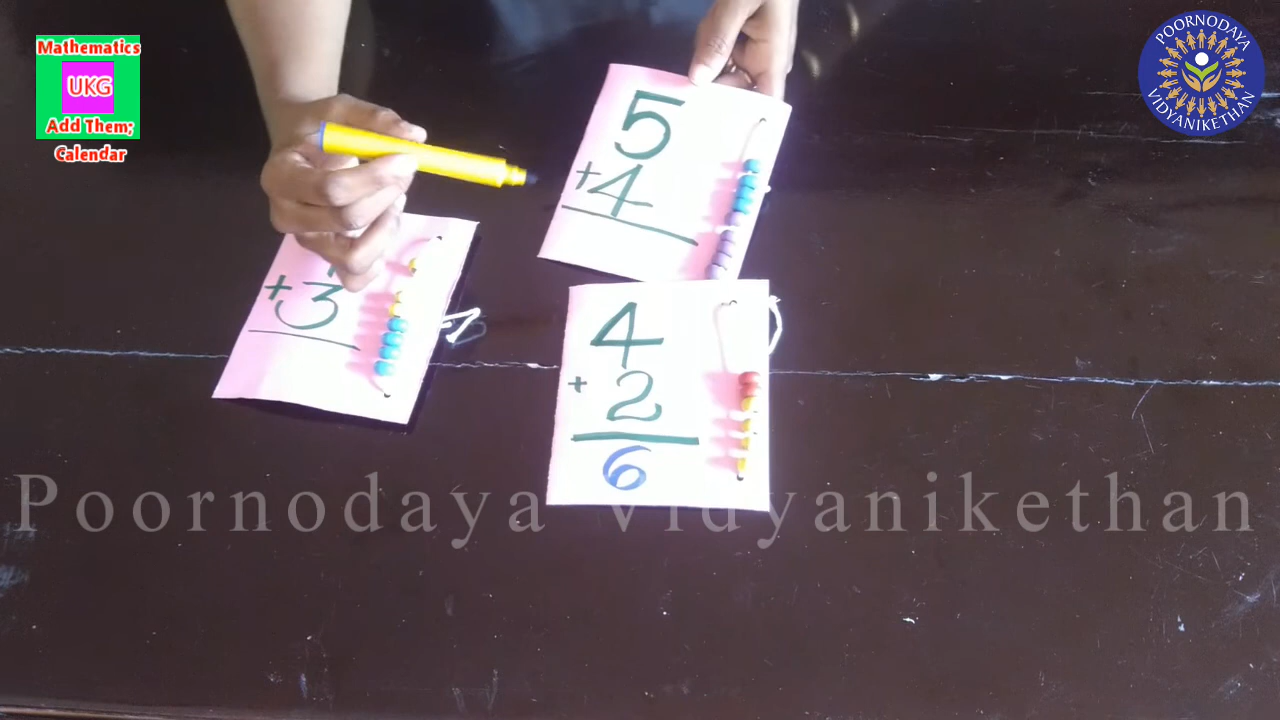 Mathematics
UKG
Add Them;
Calendar
POORNODAYA
VIDYANIKETHAN
5
+4
+3
4
+2
6
Poornodaya Vidyanikethan